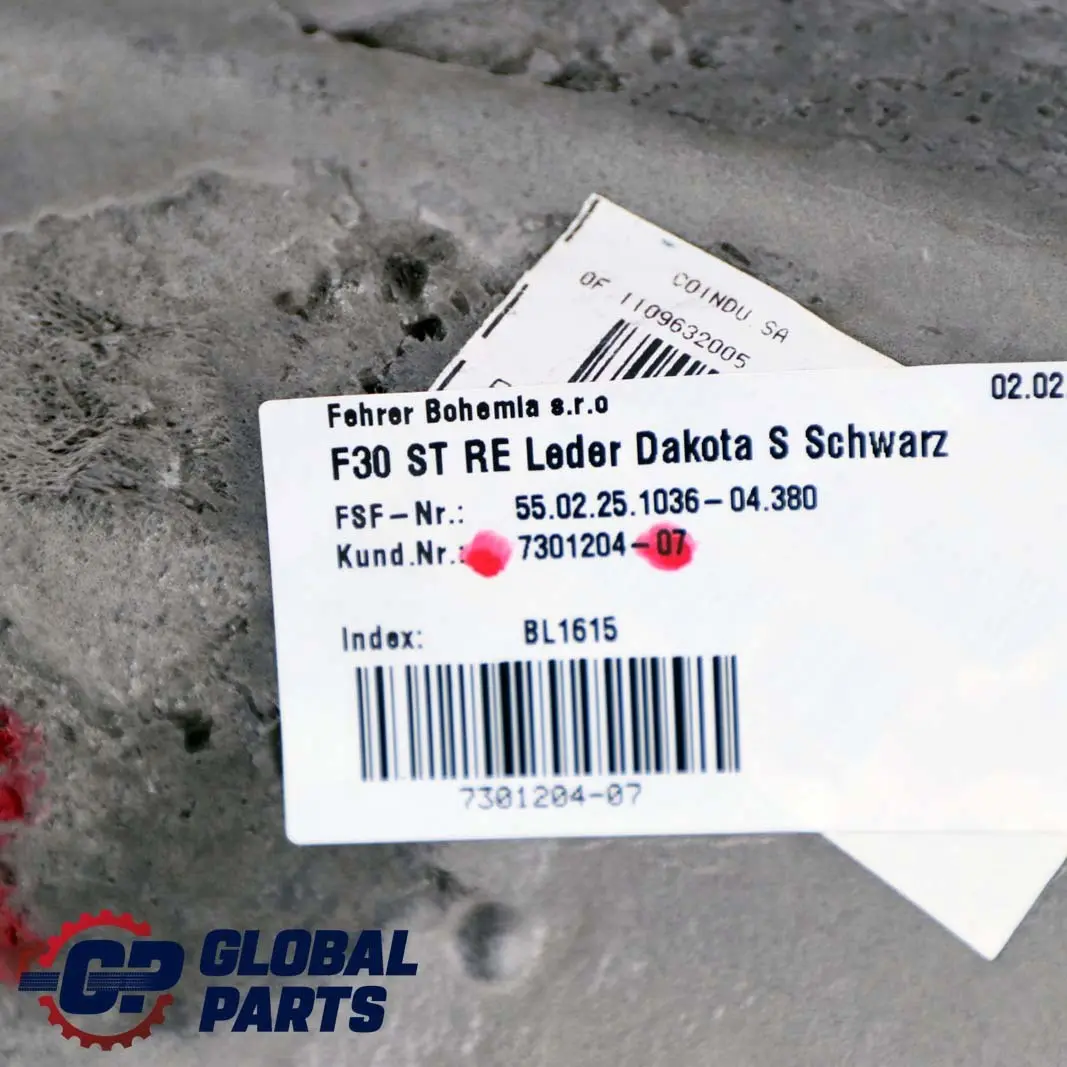 COINDU SA
OF 1109632005
Fehrer Bohemia s.r.o
02.02
F30 ST RE Leder Dakota S Schwarz
FSF-Nr.: 55.02.25.1036-04.380
Kund.Nr.: 7301204-07
Index: BL1615
7301204-07
GP GLOBAL
PARTS